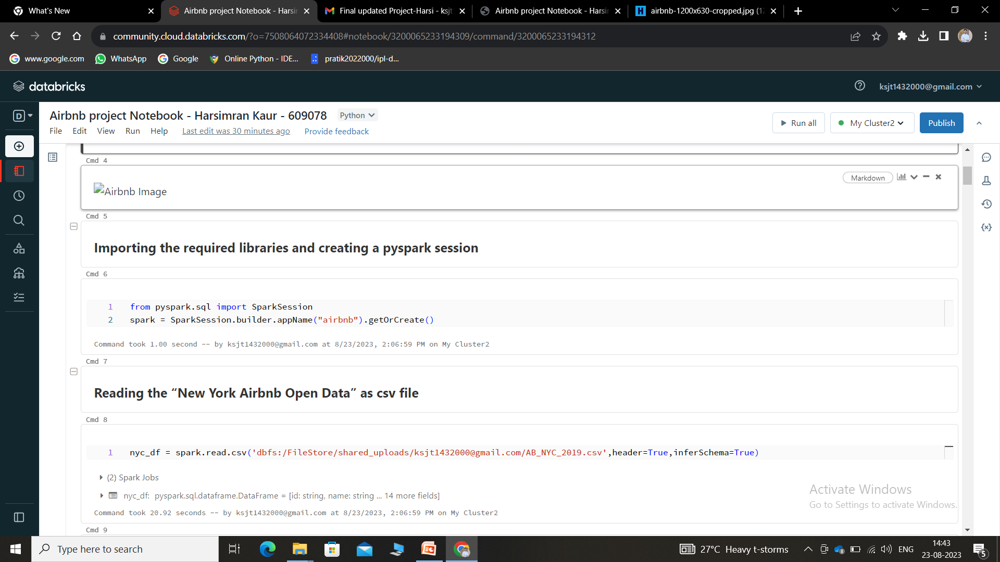 What's New
Airbnb project Notebook - Harsin
Final updated Project-Harsi - ksjt
Airbnb project Notebook - Harsin
airbnb-1200x630-cropped.jpg (12
community.cloud.databricks.com/?o=7508064072334408#notebook/3200065233194309/command/3200065233194312
www.google.com
WhatsApp
Google
Online Python - IDE...
pratik2022000/ipl-d...
databricks
ksjt1432000@gmail.com
D
Airbnb project Notebook - Harsimran Kaur - 609078
Python
File Edit View Run Help Last edit was 30 minutes ago Provide feedback
Run all
My Cluster2
Publish
Cmd 4
Markdown
Airbnb Image
Cmd 5
Importing the required libraries and creating a pyspark session
Cmd 6
1 from pyspark.sql import SparkSession
2 spark = SparkSession.builder.appName("airbnb").getOrCreate()
Command took 1.00 second -- by ksjt1432000@gmail.com at 8/23/2023, 2:06:59 PM on My Cluster2
Cmd 7
Reading the “New York Airbnb Open Data” as csv file
Cmd 8
1 nyc_df = spark.read.csv('dbfs:/FileStore/shared_uploads/ksjt1432000@gmail.com/AB_NYC_2019.csv',header=True,inferSchema=True)
(2) Spark Jobs
nyc_df: pyspark.sql.dataframe.DataFrame = [id: string, name: string ... 14 more fields]
Command took 20.92 seconds -- by ksjt1432000@gmail.com at 8/23/2023, 2:06:59 PM on My Cluster2
Cmd 9
Activate Windows
Go to Settings to activate Windows.
Type here to search
27°C Heavy t-storms
ENG
14:43
23-08-2023
5